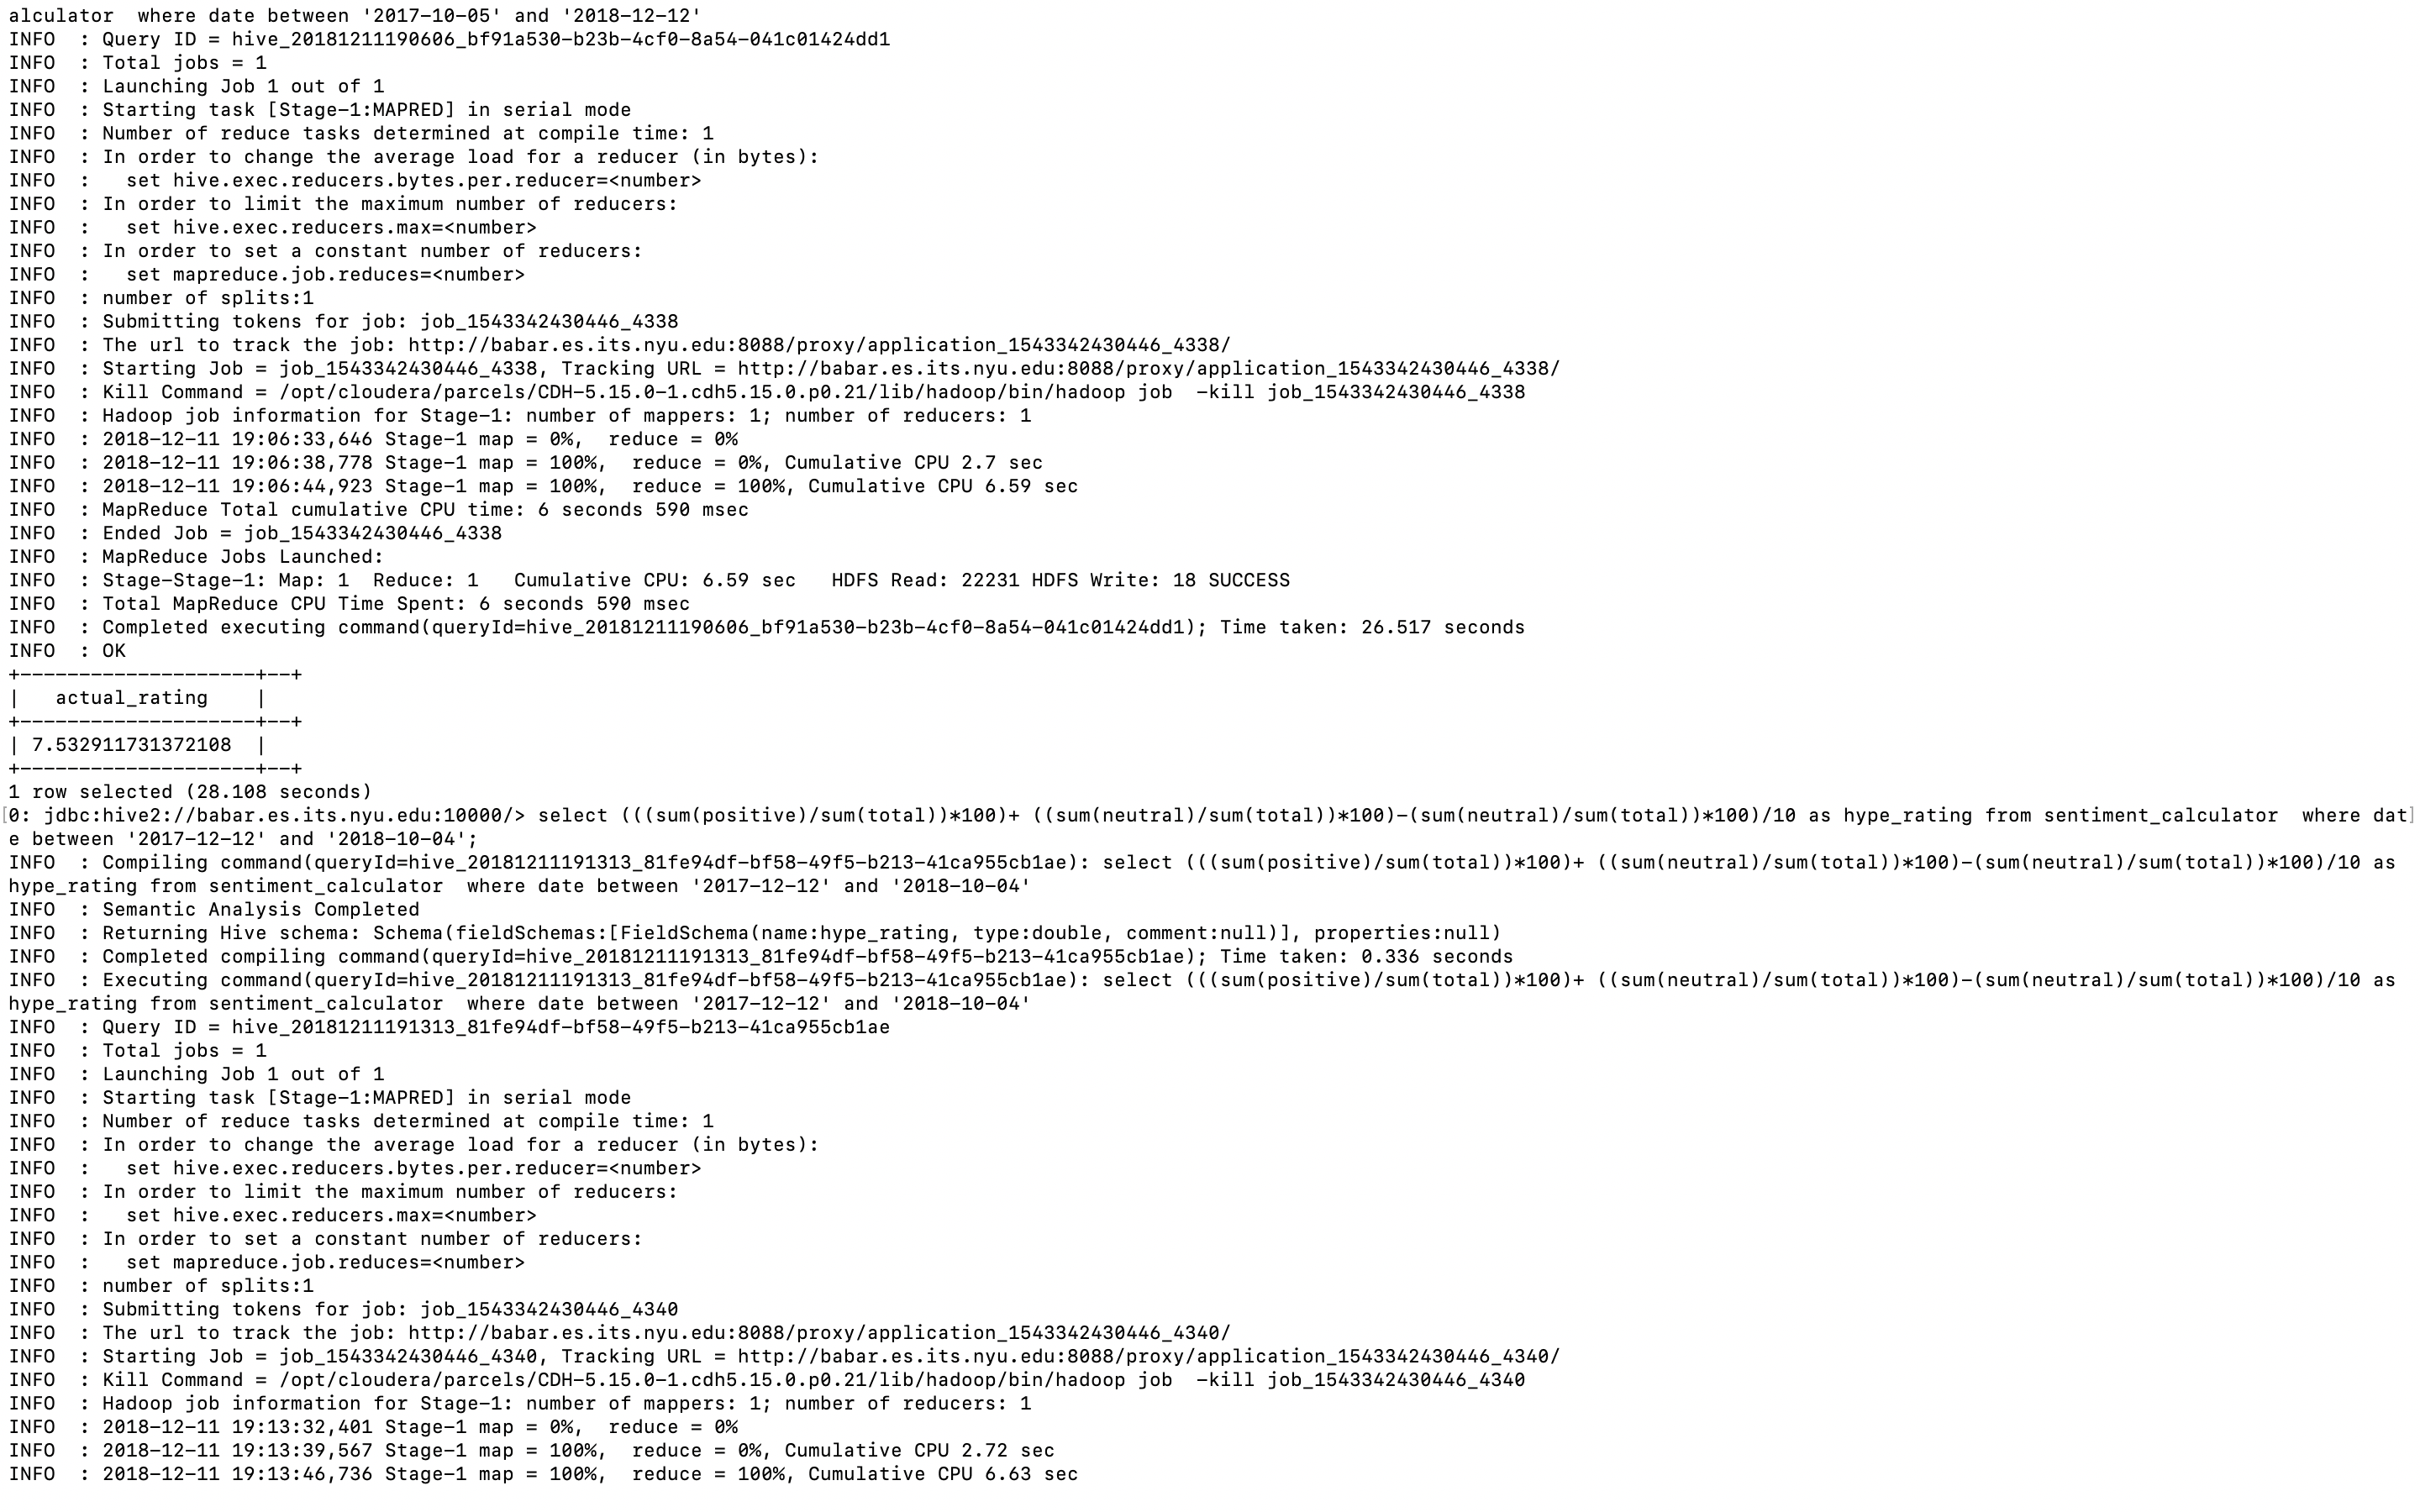 alculator  where date between '2017-10-05' and '2018-12-12'
INFO  : Query ID = hive_20181211190606_bf91a530-b23b-4cf0-8a54-041c01424dd1
INFO  : Total jobs = 1
INFO  : Launching Job 1 out of 1
INFO  : Starting task [Stage-1:MAPRED] in serial mode
INFO  : Number of reduce tasks determined at compile time: 1
INFO  : In order to change the average load for a reducer (in bytes):
INFO  :   set hive.exec.reducers.bytes.per.reducer=<number>
INFO  : In order to limit the maximum number of reducers:
INFO  :   set hive.exec.reducers.max=<number>
INFO  : In order to set a constant number of reducers:
INFO  :   set mapreduce.job.reduces=<number>
INFO  : number of splits:1
INFO  : Submitting tokens for job: job_1543342430446_4338
INFO  : The url to track the job: http://babar.es.its.nyu.edu:8088/proxy/application_1543342430446_4338/
INFO  : Starting Job = job_1543342430446_4338, Tracking URL = http://babar.es.its.nyu.edu:8088/proxy/application_1543342430446_4338/
INFO  : Kill Command = /opt/cloudera/parcels/CDH-5.15.0-1.cdh5.15.0.p0.21/lib/hadoop/bin/hadoop job  -kill job_1543342430446_4338
INFO  : Hadoop job information for Stage-1: number of mappers: 1; number of reducers: 1
INFO  : 2018-12-11 19:06:33,646 Stage-1 map = 0%,  reduce = 0%
INFO  : 2018-12-11 19:06:38,778 Stage-1 map = 100%,  reduce = 0%, Cumulative CPU 2.7 sec
INFO  : 2018-12-11 19:06:44,923 Stage-1 map = 100%,  reduce = 100%, Cumulative CPU 6.59 sec
INFO  : MapReduce Total cumulative CPU time: 6 seconds 590 msec
INFO  : Ended Job = job_1543342430446_4338
INFO  : MapReduce Jobs Launched:
INFO  : Stage-Stage-1: Map: 1  Reduce: 1   Cumulative CPU: 6.59 sec   HDFS Read: 22231 HDFS Write: 18 SUCCESS
INFO  : Total MapReduce CPU Time Spent: 6 seconds 590 msec
INFO  : Completed executing command(queryId=hive_20181211190606_bf91a530-b23b-4cf0-8a54-041c01424dd1); Time taken: 26.517 seconds
INFO  : OK
+--------------------+--+
|   actual_rating    |
+--------------------+--+
| 7.532911731372108  |
+--------------------+--+
1 row selected (28.108 seconds)
[0: jdbc:hive2://babar.es.its.nyu.edu:10000/> select (((sum(positive)/sum(total))*100)+ ((sum(neutral)/sum(total))*100)-(sum(neutral)/sum(total))*100)/10 as hype_rating from sentiment_calculator  where dat]
e between '2017-12-12' and '2018-10-04';
INFO  : Compiling command(queryId=hive_20181211191313_81fe94df-bf58-49f5-b213-41ca955cb1ae): select (((sum(positive)/sum(total))*100)+ ((sum(neutral)/sum(total))*100)-(sum(neutral)/sum(total))*100)/10 as
hype_rating from sentiment_calculator  where date between '2017-12-12' and '2018-10-04'
INFO  : Semantic Analysis Completed
INFO  : Returning Hive schema: Schema(fieldSchemas:[FieldSchema(name:hype_rating, type:double, comment:null)], properties:null)
INFO  : Completed compiling command(queryId=hive_20181211191313_81fe94df-bf58-49f5-b213-41ca955cb1ae); Time taken: 0.336 seconds
INFO  : Executing command(queryId=hive_20181211191313_81fe94df-bf58-49f5-b213-41ca955cb1ae): select (((sum(positive)/sum(total))*100)+ ((sum(neutral)/sum(total))*100)-(sum(neutral)/sum(total))*100)/10 as
hype_rating from sentiment_calculator  where date between '2017-12-12' and '2018-10-04'
INFO  : Query ID = hive_20181211191313_81fe94df-bf58-49f5-b213-41ca955cb1ae
INFO  : Total jobs = 1
INFO  : Launching Job 1 out of 1
INFO  : Starting task [Stage-1:MAPRED] in serial mode
INFO  : Number of reduce tasks determined at compile time: 1
INFO  : In order to change the average load for a reducer (in bytes):
INFO  :   set hive.exec.reducers.bytes.per.reducer=<number>
INFO  : In order to limit the maximum number of reducers:
INFO  :   set hive.exec.reducers.max=<number>
INFO  : In order to set a constant number of reducers:
INFO  :   set mapreduce.job.reduces=<number>
INFO  : number of splits:1
INFO  : Submitting tokens for job: job_1543342430446_4340
INFO  : The url to track the job: http://babar.es.its.nyu.edu:8088/proxy/application_1543342430446_4340/
INFO  : Starting Job = job_1543342430446_4340, Tracking URL = http://babar.es.its.nyu.edu:8088/proxy/application_1543342430446_4340/
INFO  : Kill Command = /opt/cloudera/parcels/CDH-5.15.0-1.cdh5.15.0.p0.21/lib/hadoop/bin/hadoop job  -kill job_1543342430446_4340
INFO  : Hadoop job information for Stage-1: number of mappers: 1; number of reducers: 1
INFO  : 2018-12-11 19:13:32,401 Stage-1 map = 0%,  reduce = 0%
INFO  : 2018-12-11 19:13:39,567 Stage-1 map = 100%,  reduce = 0%, Cumulative CPU 2.72 sec
INFO  : 2018-12-11 19:13:46,736 Stage-1 map = 100%,  reduce = 100%, Cumulative CPU 6.63 sec